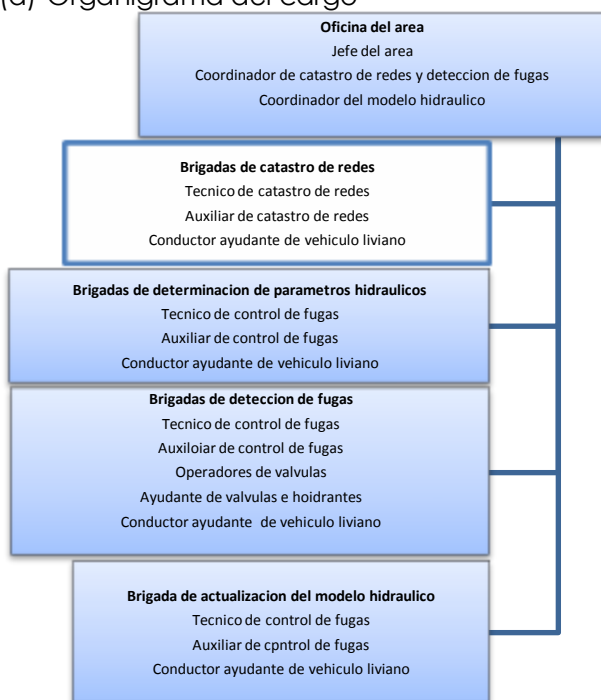 (a) Organigrama del cargo
Oficina del area
Jefe del area
Coordinador de catastro de redes y deteccion de fugas
Coordinador del modelo hidraulico
Brigadas de catastro de redes
Tecnico de catastro de redes
Auxiliar de catastro de redes
Conductor ayudante de vehiculo liviano
Brigadas de determinacion de parametros hidraulicos
Tecnico de control de fugas
Auxiliar de control de fugas
Conductor ayudante de vehiculo liviano
Brigadas de deteccion de fugas
Tecnico de control de fugas
Auxiloiar de control de fugas
Operadores de valvulas
Ayudante de valvulas e hoidrantes
Conductor ayudante de vehiculo liviano
Brigada de actualizacion del modelo hidraulico
Tecnico de control de fugas
Auxiliar de cpntrol de fugas
Conductor ayudante de vehiculo liviano